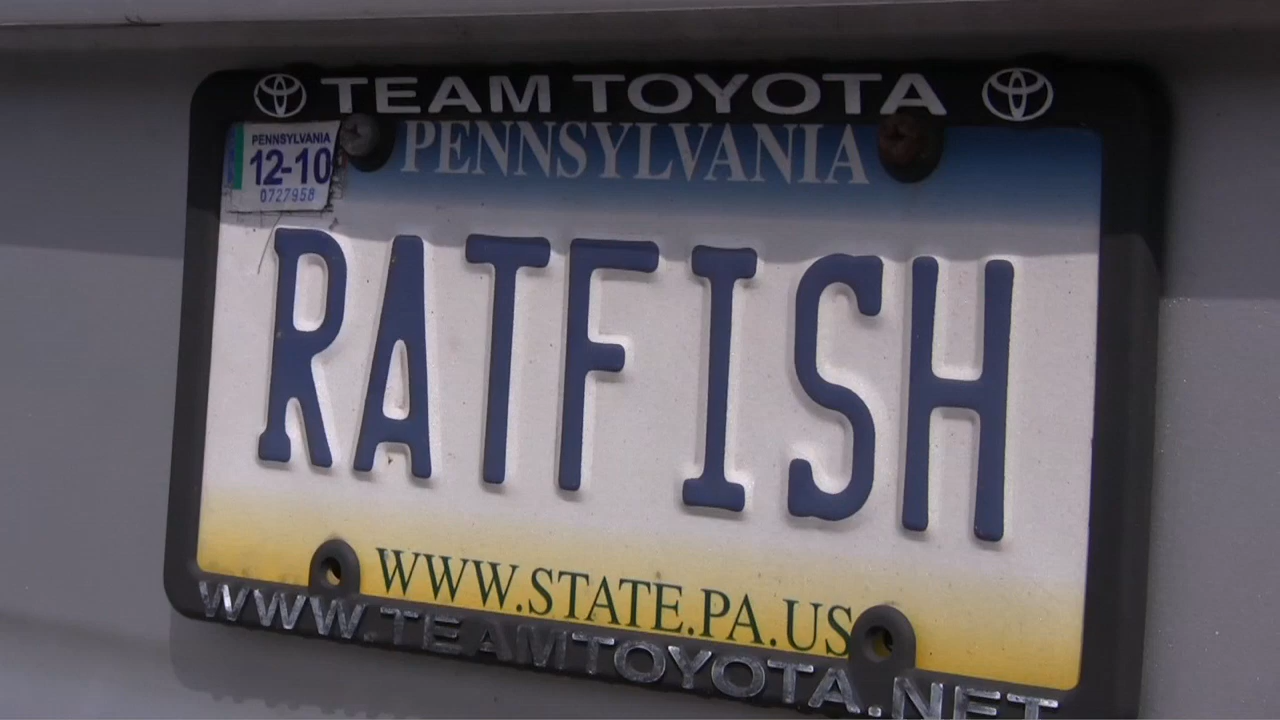 TEAM TOYOTA
PENNSYLVANIA
PENNSYLVANIA
12-10
0727958
RATFISH
WWW.STATE.PA.US
WWW.TEAMTOYOTA.NET